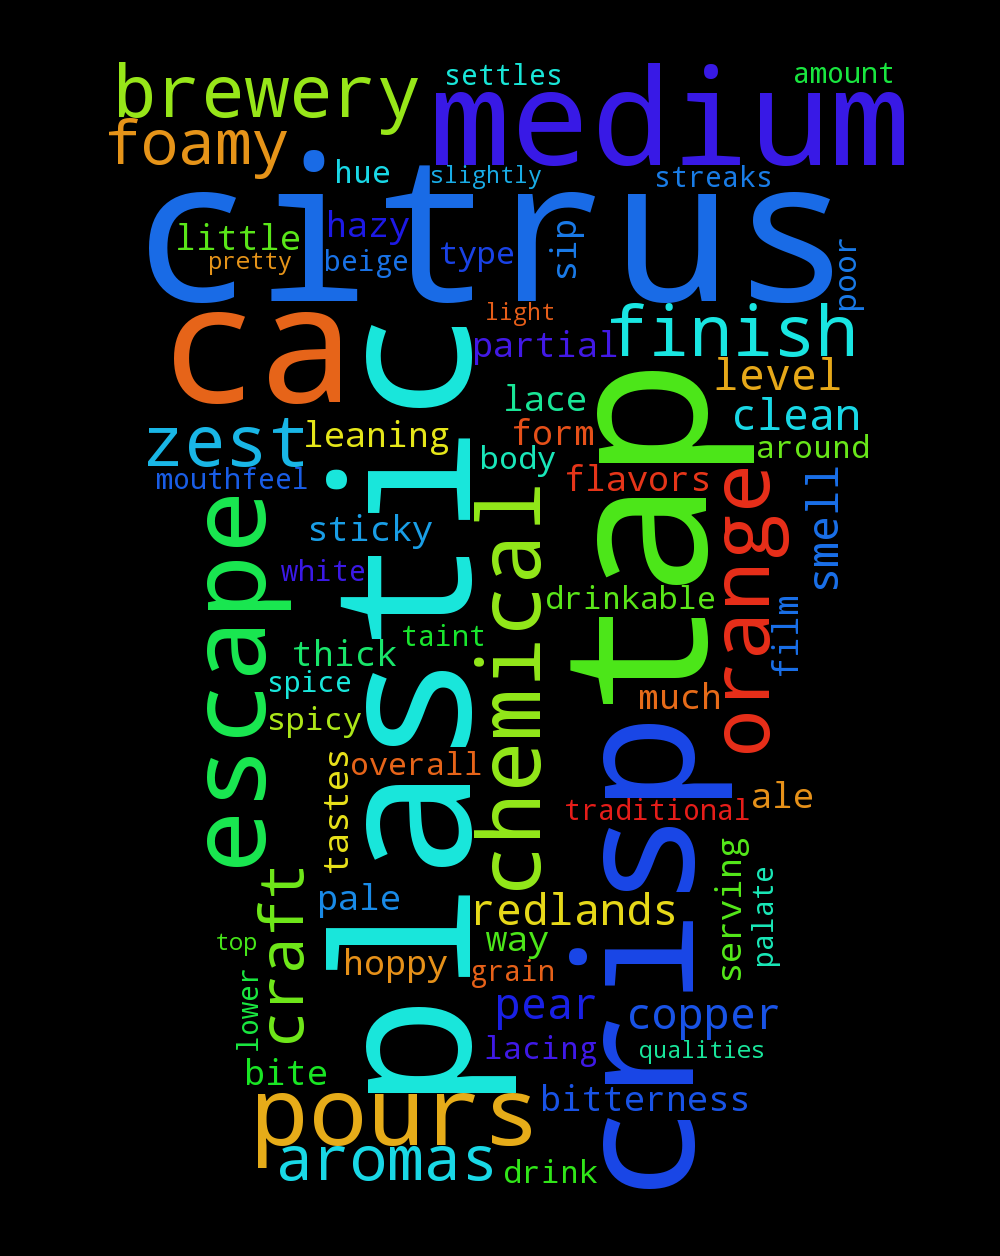 settles
amount
brewery
medium
foamy
hue
slightly
streaks
citrus
little
hazy
type
sip
poor
pretty
beige
light
ca
partial
finish
level
lace
clean
zest
leaning
form
body
around
mouthfeel
flavors
plastic
tap
orange
smell
escape
chemical
sticky
white
drinkable
film
taint
thick
spice
spicy
much
overall
tastes
traditional
ale
crisp
craft
pale
redlands
serving
palate
top
way
hoppy
grain
lower
pear
copper
lacing
qualities
bite
pours
bitterness
aromas
drink